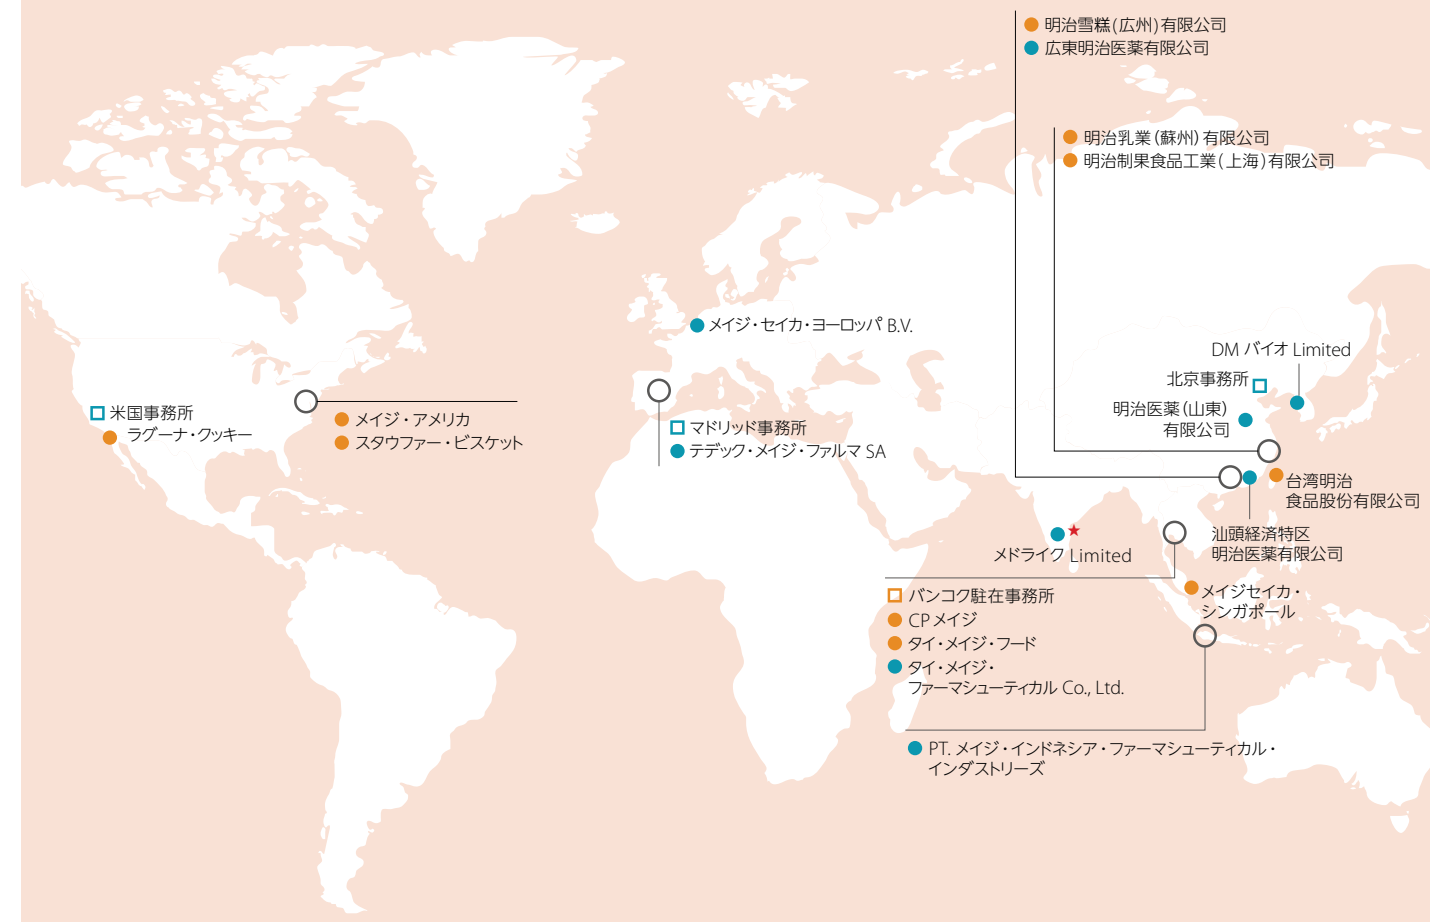 明治雪糕(広州)有限公司
広東明治医薬有限公司
明治乳業(蘇州)有限公司
明治制果食品工業(上海)有限公司
メイジ・セイカ・ヨーロッパ B.V.
DM バイオ Limited
北京事務所
明治医薬(山東)
有限公司
米国事務所
ラグーナ・クッキー
メイジ・アメリカ
スタウファー・ビスケット
マドリッド事務所
テデック・メイジ・ファルマ SA
台湾明治
食品股份有限公司
汕頭経済特区
明治医薬有限公司
メドライク Limited
メイジセイカ・
シンガポール
バンコク駐在事務所
CP メイジ
タイ・メイジ・フード
タイ・メイジ・
ファーマシューティカル Co., Ltd.
PT. メイジ・インドネシア・ファーマシューティカル・
インダストリーズ